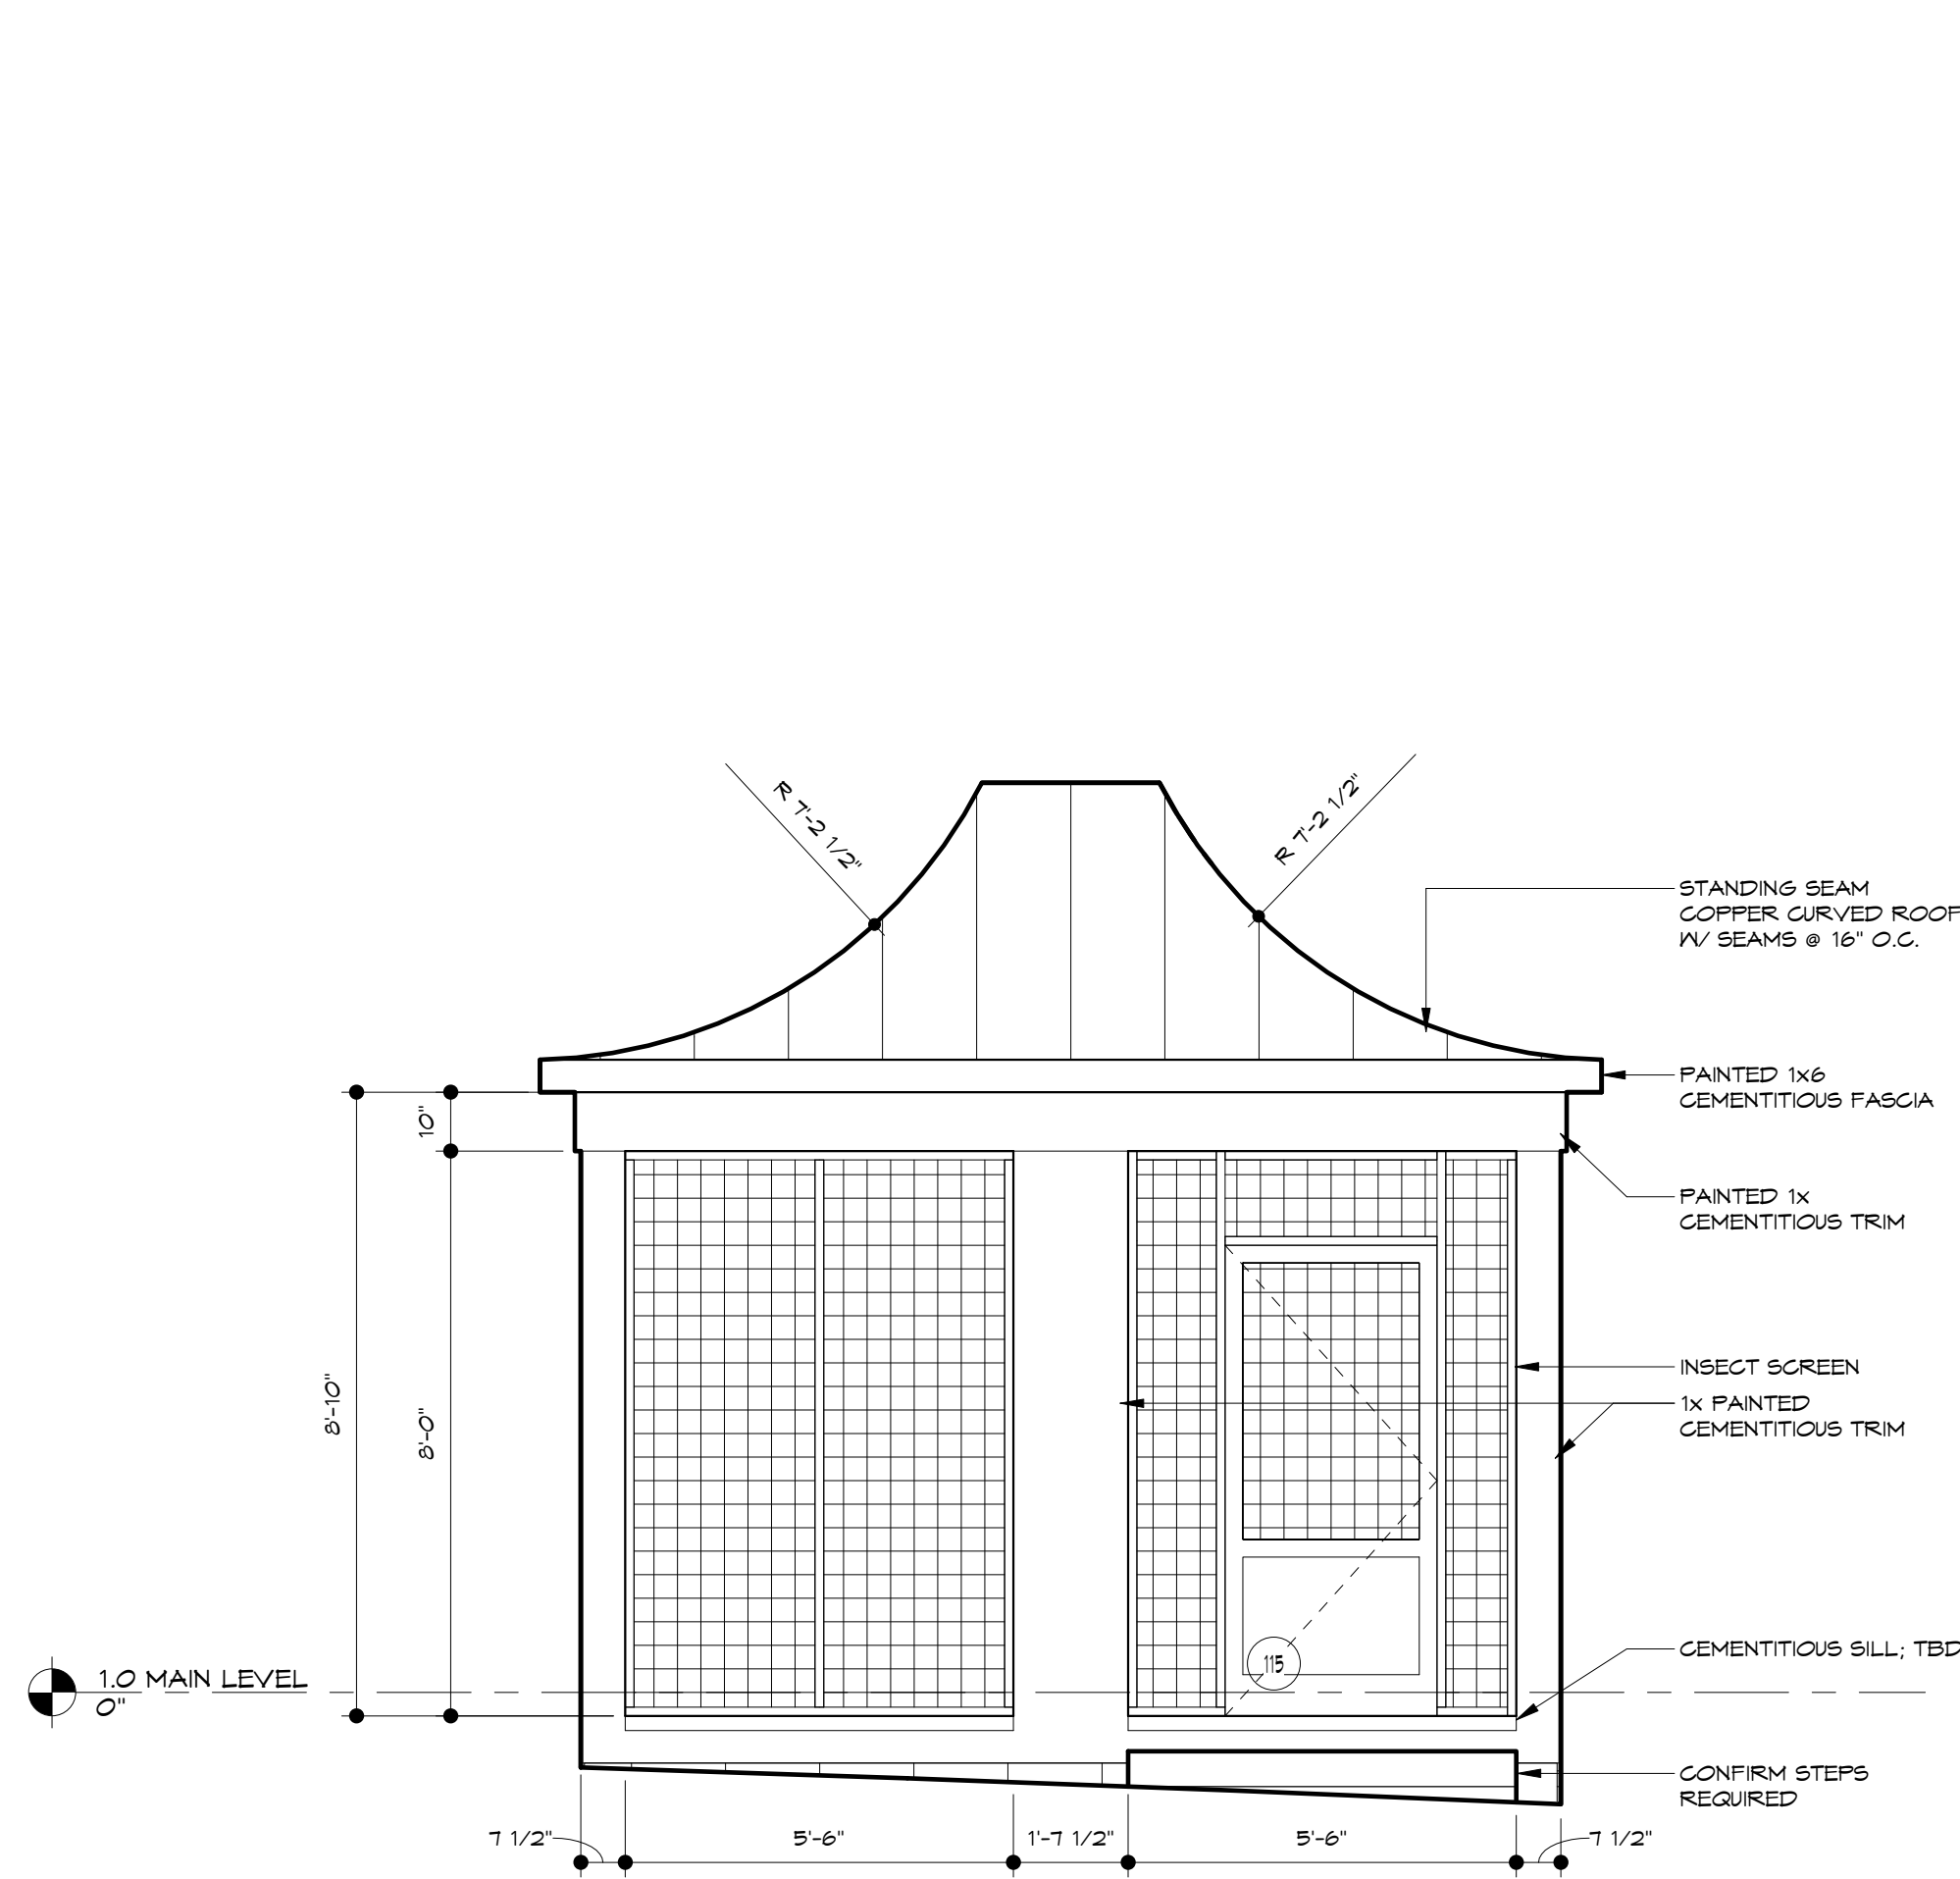 R 7'-2 1/2"
R 7'-2 1/2"
STANDING SEAM
COPPER CURVED ROOF
W/ SEAMS @ 16" O.C.
PAINTED 1x6
CEMENTITIOUS FASCIA
10"
PAINTED 1x
CEMENTITIOUS TRIM
8'-10"
8'-0"
INSECT SCREEN
1x PAINTED
CEMENTITIOUS TRIM
115
CEMENTITIOUS SILL; TBD
1.0 MAIN LEVEL
0"
CONFIRM STEPS
REQUIRED
7 1/2"
5'-6"
1'-7 1/2"
5'-6"
7 1/2"